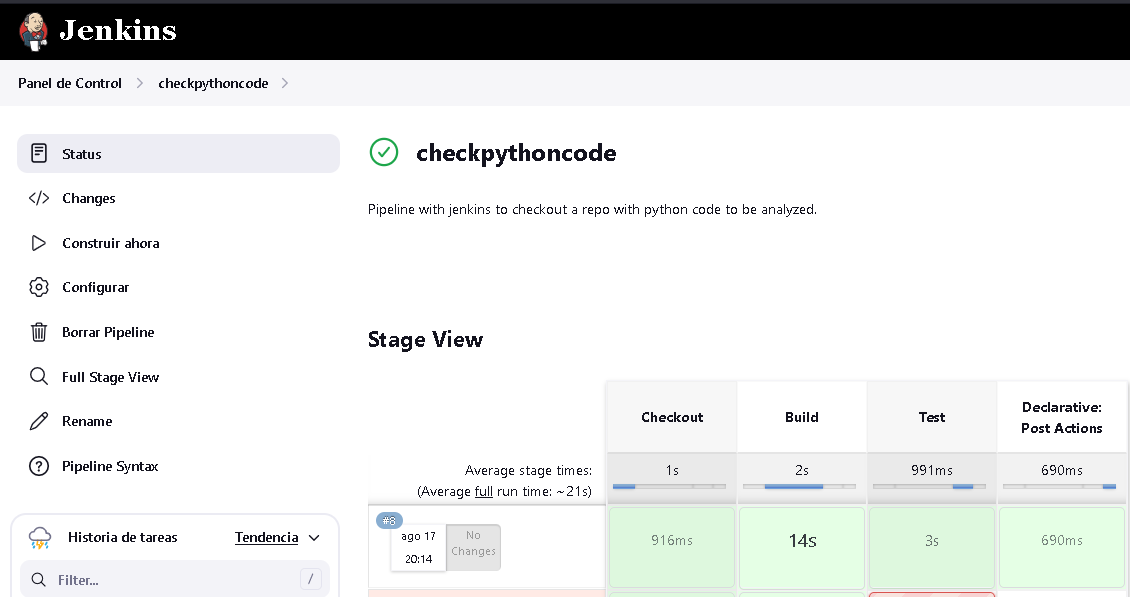 Jenkins
Panel de Control
checkpythoncode
Status
Changes
Construir ahora
Configurar
Borrar Pipeline
Full Stage View
Rename
Pipeline Syntax
Historia de tareas
Tendencia
Filter...
/
checkpythoncode
Pipeline with jenkins to checkout a repo with python code to be analyzed.
Stage View
Checkout
Build
Test
Declarative:
Post Actions
Average stage times:
(Average full run time: ~21s)
1s
2s
991ms
690ms
#8
ago 17
20:14
No
Changes
916ms
14s
3s
690ms